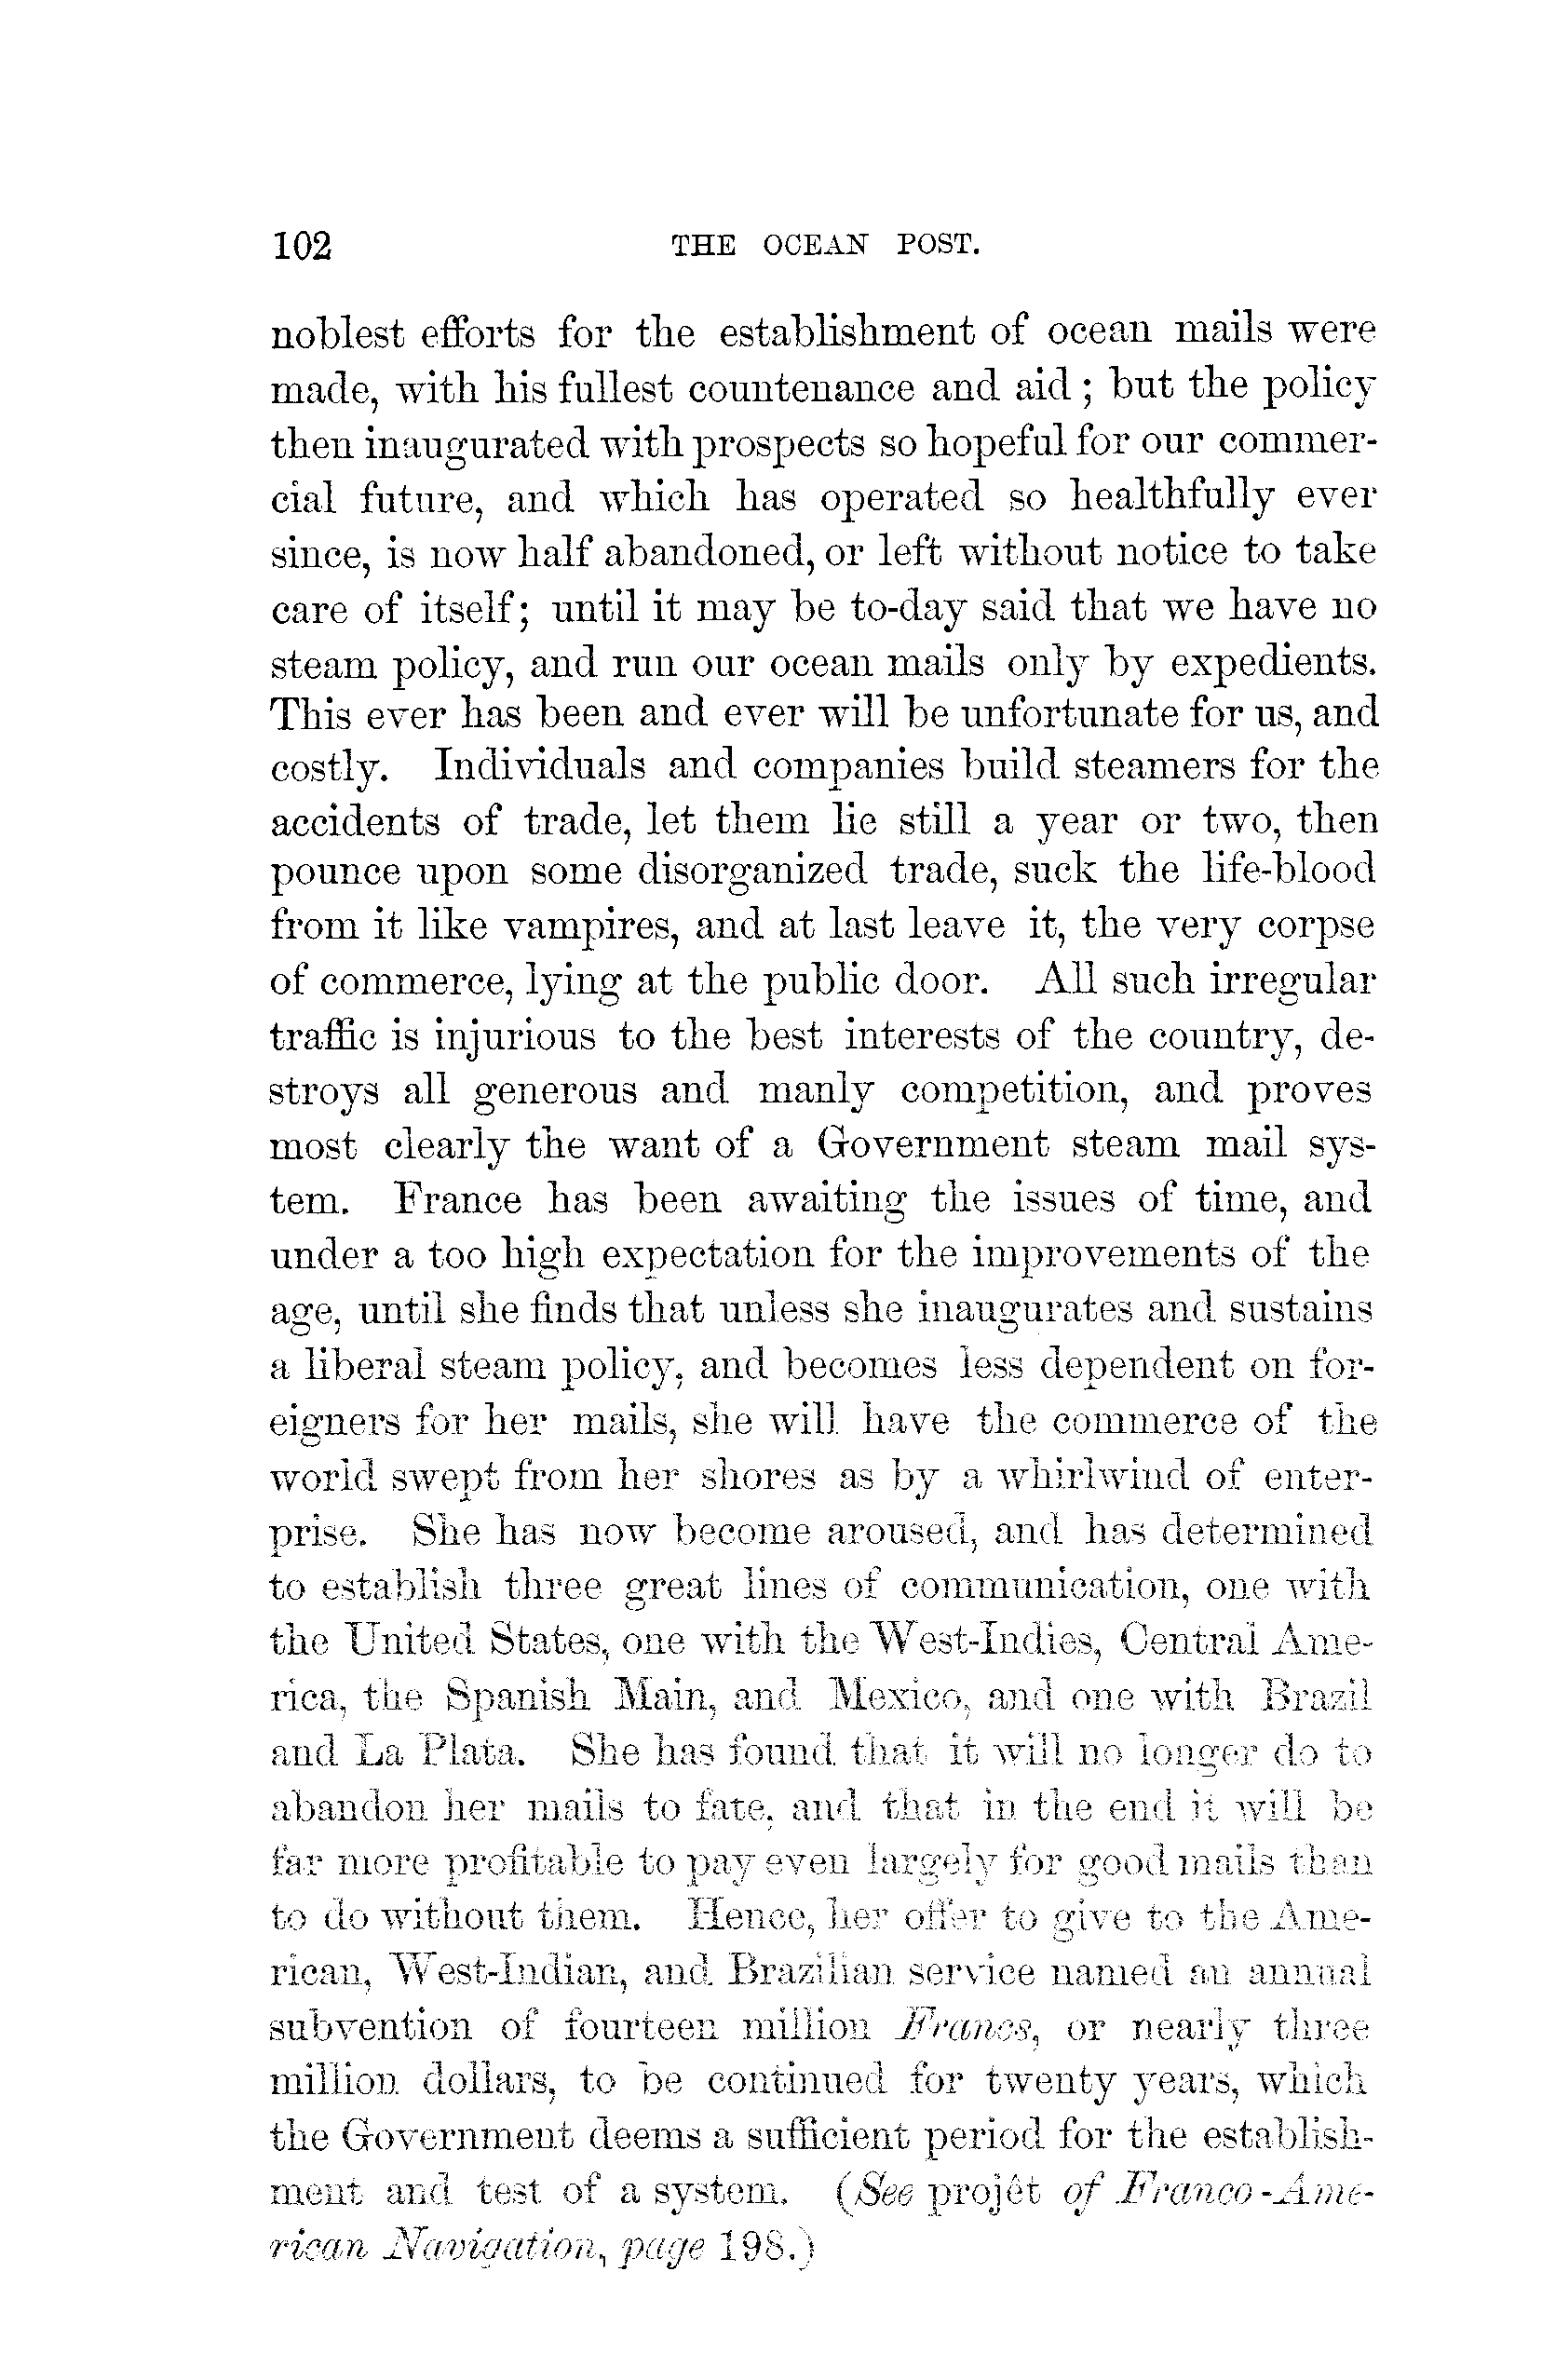 102 THE OCEAN POST.
noblest efforts for the establishment of ocean mails were
made, with his fullest countenance and aid; but the policy
then inaugurated with prospects so hopeful for our commer-
cial future, and which has operated so healthfully ever
since, is now half abandoned, or left without notice to take
care of itself; until it may be to-day said that we have no
steam policy, and run our ocean mails only by expedients.
This ever has been and ever will be unfortunate for us, and
costly. Individuals and companies build steamers for the
accidents of trade, let them lie still a year or two, then
pounce upon some disorganized trade, suck the life-blood
from it like vampires, and at last leave it, the very corpse
of commerce, lying at the public door. All such irregular
traffic is injurious to the best interests of the country, de-
stroys all generous and manly competition, and proves
most clearly the want of a Government steam mail sys-
tem. France has been awaiting the issues of time, and
under a too high expectation for the improvements of the
age, until she finds that unless she inaugurates and sustains
a liberal steam policy, and becomes less dependent on for-
eigners for her mails, she will have the commerce of the
world swept from her shores as by a whirlwind of enter-
prise. She has now become aroused, and has determined
to establish three great lines of communication, one with
the United States, one with the West-Indies, Central Ame-
rica, the Spanish Main, and Mexico, and one with Brazil
and La Plata. She has found that it will no longer do to
abandon her mails to fate, and that in the end it will be
far more profitable to pay even largely for good mails than
to do without them. Hence, her offer to give to the Ame-
rican, West-Indian, and Brazilian service named an annual
subvention of fourteen million Francs, or nearly three
million dollars, to be continued for twenty years, which
the Government deems a sufficient period for the establish-
ment and test of a system. (See projêt of Franco-Ame-
rican Navigation, page 198.)